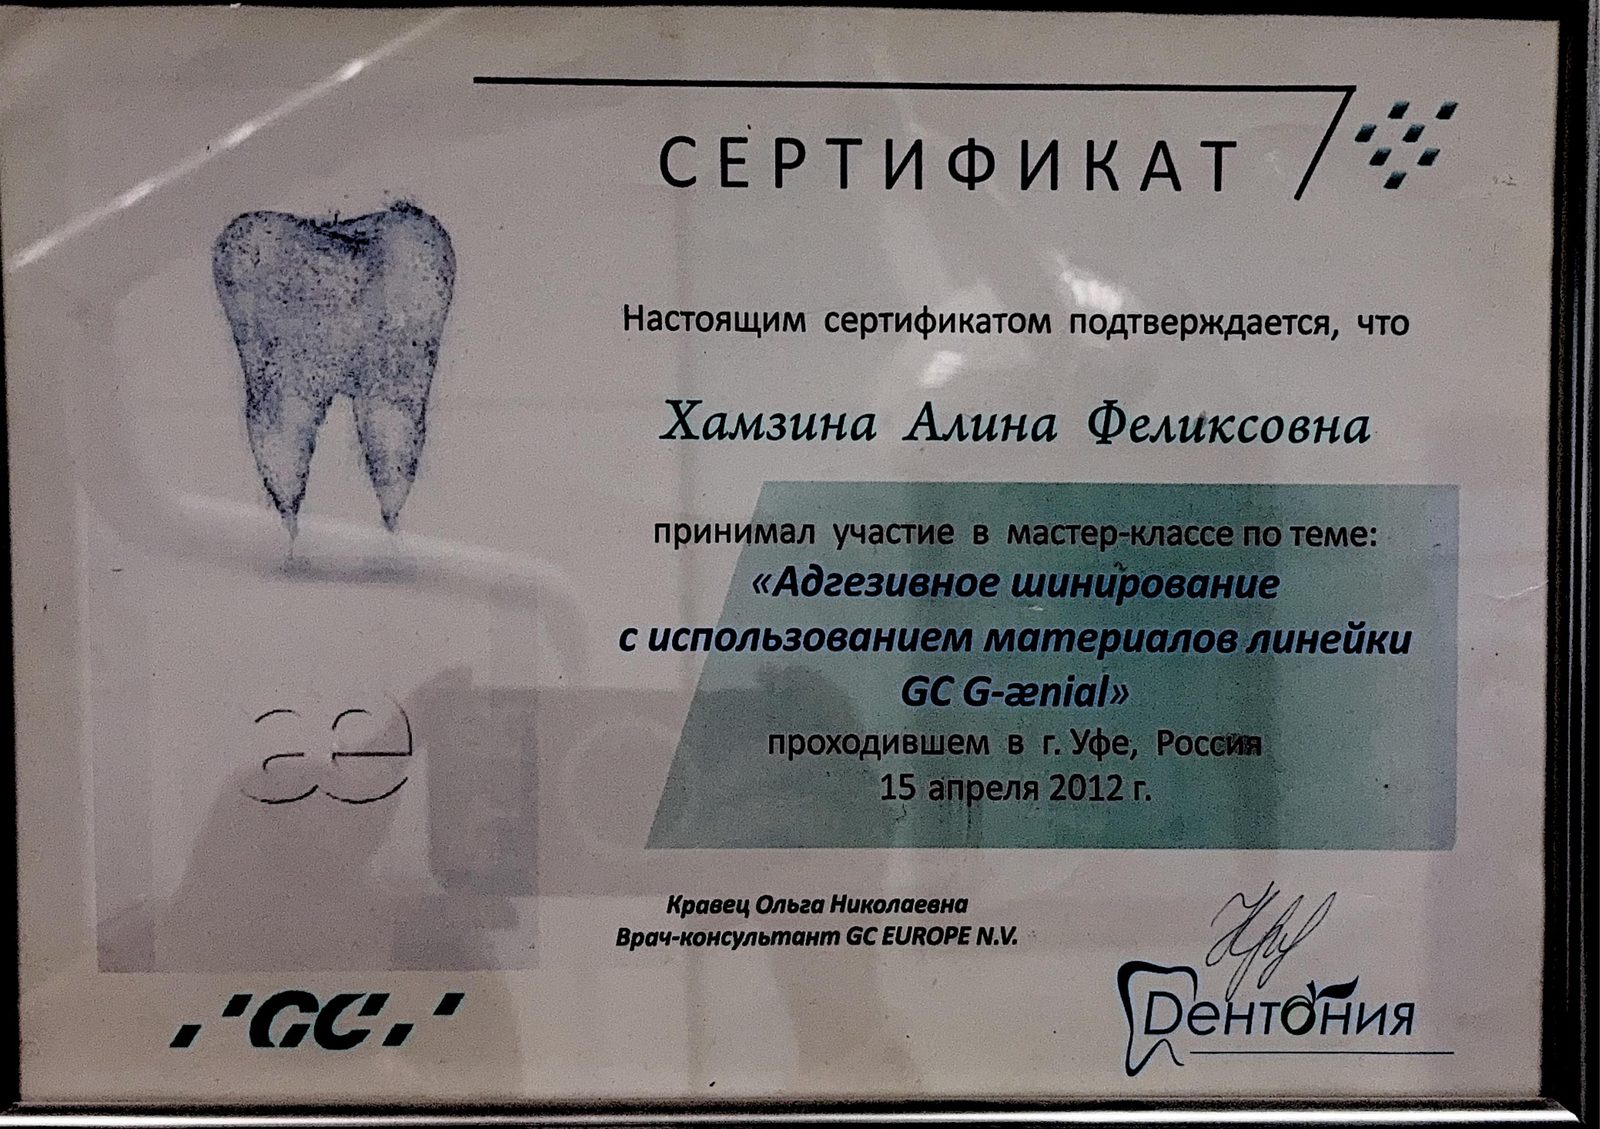 СЕРТИФИКАТ
Настоящим сертификатом подтверждается, что
Хамзина Алина Феликсовна
принимал участие в мастер-классе по теме:
«Адгезивное шинирование
с использованием материалов линейки
GC G-ænial»
проходившем в г. Уфе, Россия
15 апреля 2012 г.
æ
Кравец Ольга Николаевна
Врач-консультант GC EUROPE N.V.
GC
Дентония